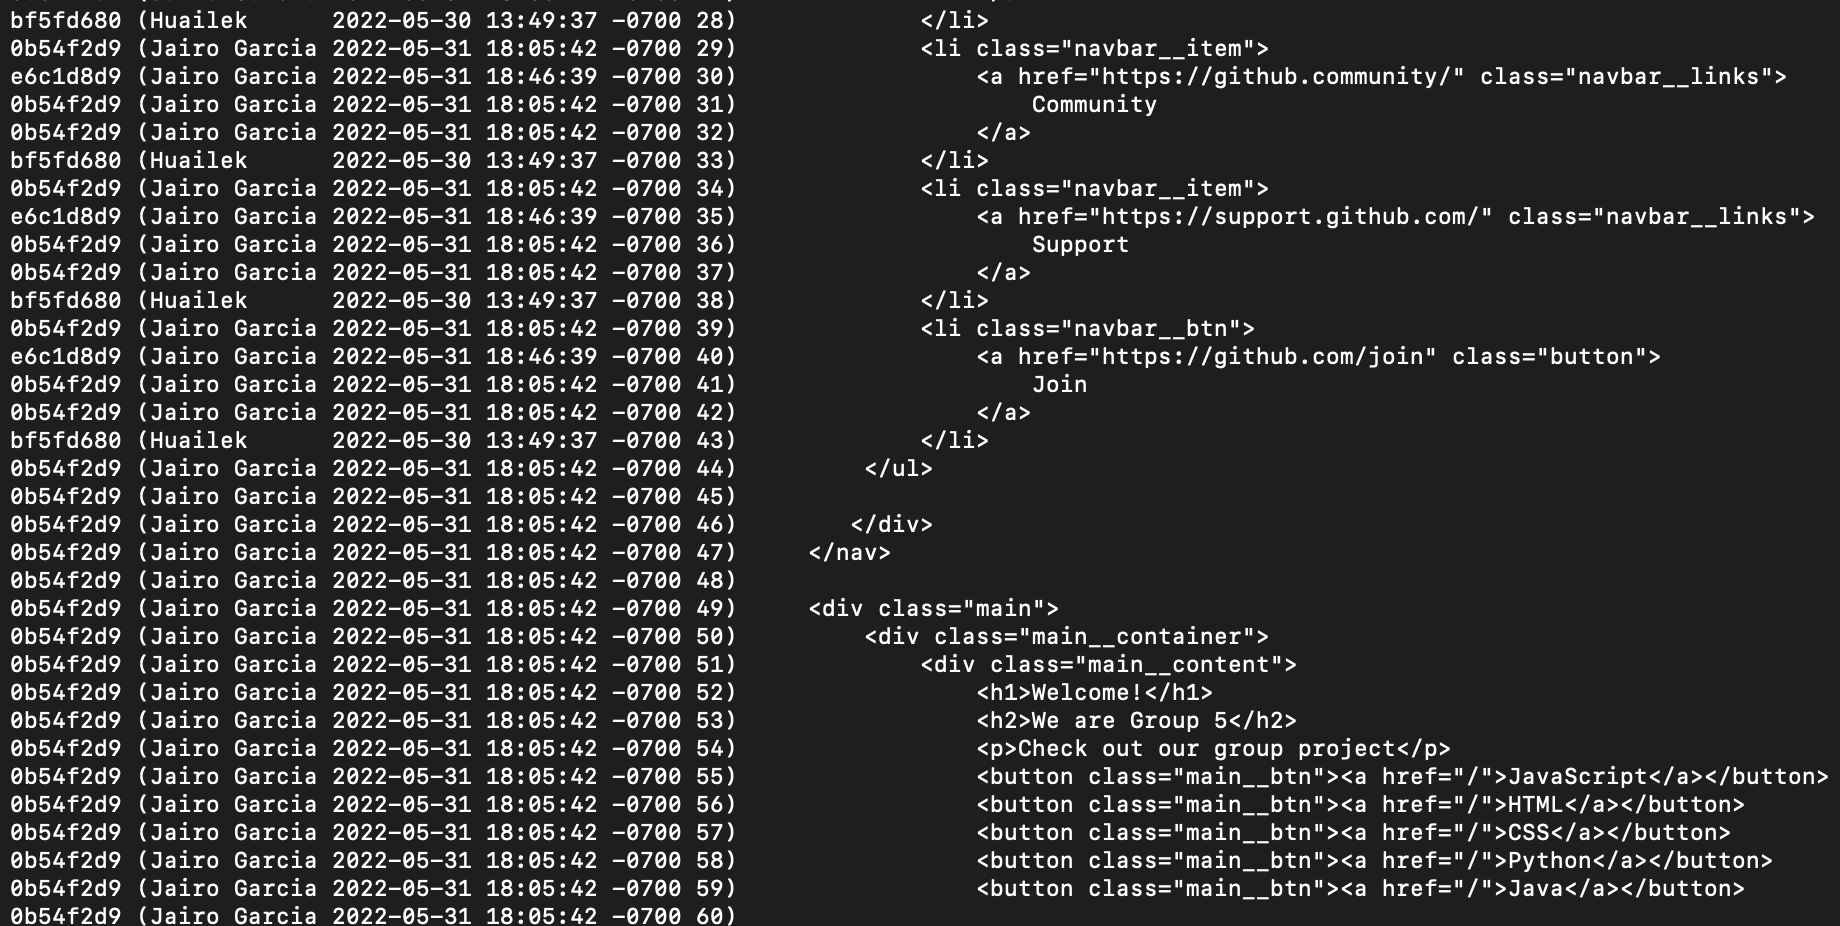 bf5fd680 (Huailek      2022-05-30 13:49:37 -0700 28)             </li>
0b54f2d9 (Jairo Garcia 2022-05-31 18:05:42 -0700 29)             <li class="navbar__item">
e6c1d8d9 (Jairo Garcia 2022-05-31 18:46:39 -0700 30)                 <a href="https://github.community/" class="navbar__links">
0b54f2d9 (Jairo Garcia 2022-05-31 18:05:42 -0700 31)                     Community
0b54f2d9 (Jairo Garcia 2022-05-31 18:05:42 -0700 32)                 </a>
bf5fd680 (Huailek      2022-05-30 13:49:37 -0700 33)             </li>
0b54f2d9 (Jairo Garcia 2022-05-31 18:05:42 -0700 34)             <li class="navbar__item">
e6c1d8d9 (Jairo Garcia 2022-05-31 18:46:39 -0700 35)                 <a href="https://support.github.com/" class="navbar__links">
0b54f2d9 (Jairo Garcia 2022-05-31 18:05:42 -0700 36)                     Support
0b54f2d9 (Jairo Garcia 2022-05-31 18:05:42 -0700 37)                 </a>
bf5fd680 (Huailek      2022-05-30 13:49:37 -0700 38)             </li>
0b54f2d9 (Jairo Garcia 2022-05-31 18:05:42 -0700 39)             <li class="navbar__btn">
e6c1d8d9 (Jairo Garcia 2022-05-31 18:46:39 -0700 40)                 <a href="https://github.com/join" class="button">
0b54f2d9 (Jairo Garcia 2022-05-31 18:05:42 -0700 41)                     Join
0b54f2d9 (Jairo Garcia 2022-05-31 18:05:42 -0700 42)                 </a>
bf5fd680 (Huailek      2022-05-30 13:49:37 -0700 43)             </li>
0b54f2d9 (Jairo Garcia 2022-05-31 18:05:42 -0700 44)         </ul>
0b54f2d9 (Jairo Garcia 2022-05-31 18:05:42 -0700 45)
0b54f2d9 (Jairo Garcia 2022-05-31 18:05:42 -0700 46)        </div>
0b54f2d9 (Jairo Garcia 2022-05-31 18:05:42 -0700 47)     </nav>
0b54f2d9 (Jairo Garcia 2022-05-31 18:05:42 -0700 48)
0b54f2d9 (Jairo Garcia 2022-05-31 18:05:42 -0700 49)     <div class="main">
0b54f2d9 (Jairo Garcia 2022-05-31 18:05:42 -0700 50)         <div class="main__container">
0b54f2d9 (Jairo Garcia 2022-05-31 18:05:42 -0700 51)             <div class="main__content">
0b54f2d9 (Jairo Garcia 2022-05-31 18:05:42 -0700 52)                 <h1>Welcome!</h1>
0b54f2d9 (Jairo Garcia 2022-05-31 18:05:42 -0700 53)                 <h2>We are Group 5</h2>
0b54f2d9 (Jairo Garcia 2022-05-31 18:05:42 -0700 54)                 <p>Check out our group project</p>
0b54f2d9 (Jairo Garcia 2022-05-31 18:05:42 -0700 55)                 <button class="main__btn"><a href="/">JavaScript</a></button>
0b54f2d9 (Jairo Garcia 2022-05-31 18:05:42 -0700 56)                 <button class="main__btn"><a href="/">HTML</a></button>
0b54f2d9 (Jairo Garcia 2022-05-31 18:05:42 -0700 57)                 <button class="main__btn"><a href="/">CSS</a></button>
0b54f2d9 (Jairo Garcia 2022-05-31 18:05:42 -0700 58)                 <button class="main__btn"><a href="/">Python</a></button>
0b54f2d9 (Jairo Garcia 2022-05-31 18:05:42 -0700 59)                 <button class="main__btn"><a href="/">Java</a></button>
0b54f2d9 (Jairo Garcia 2022-05-31 18:05:42 -0700 60)